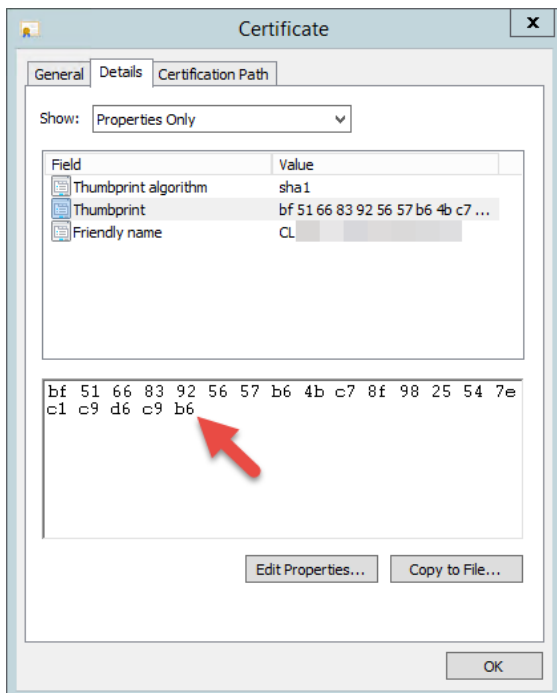 Certificate
x
General Details Certification Path
Show: Properties Only
Field Value
Thumbprint algorithm sha1
Thumbprint bf 51 66 83 92 56 57 b6 4b c7 ...
Friendly name CL
bf 51 66 83 92 56 57 b6 4b c7 8f 98 25 54 7e
c1 c9 d6 c9 b6
Edit Properties... Copy to File...
OK